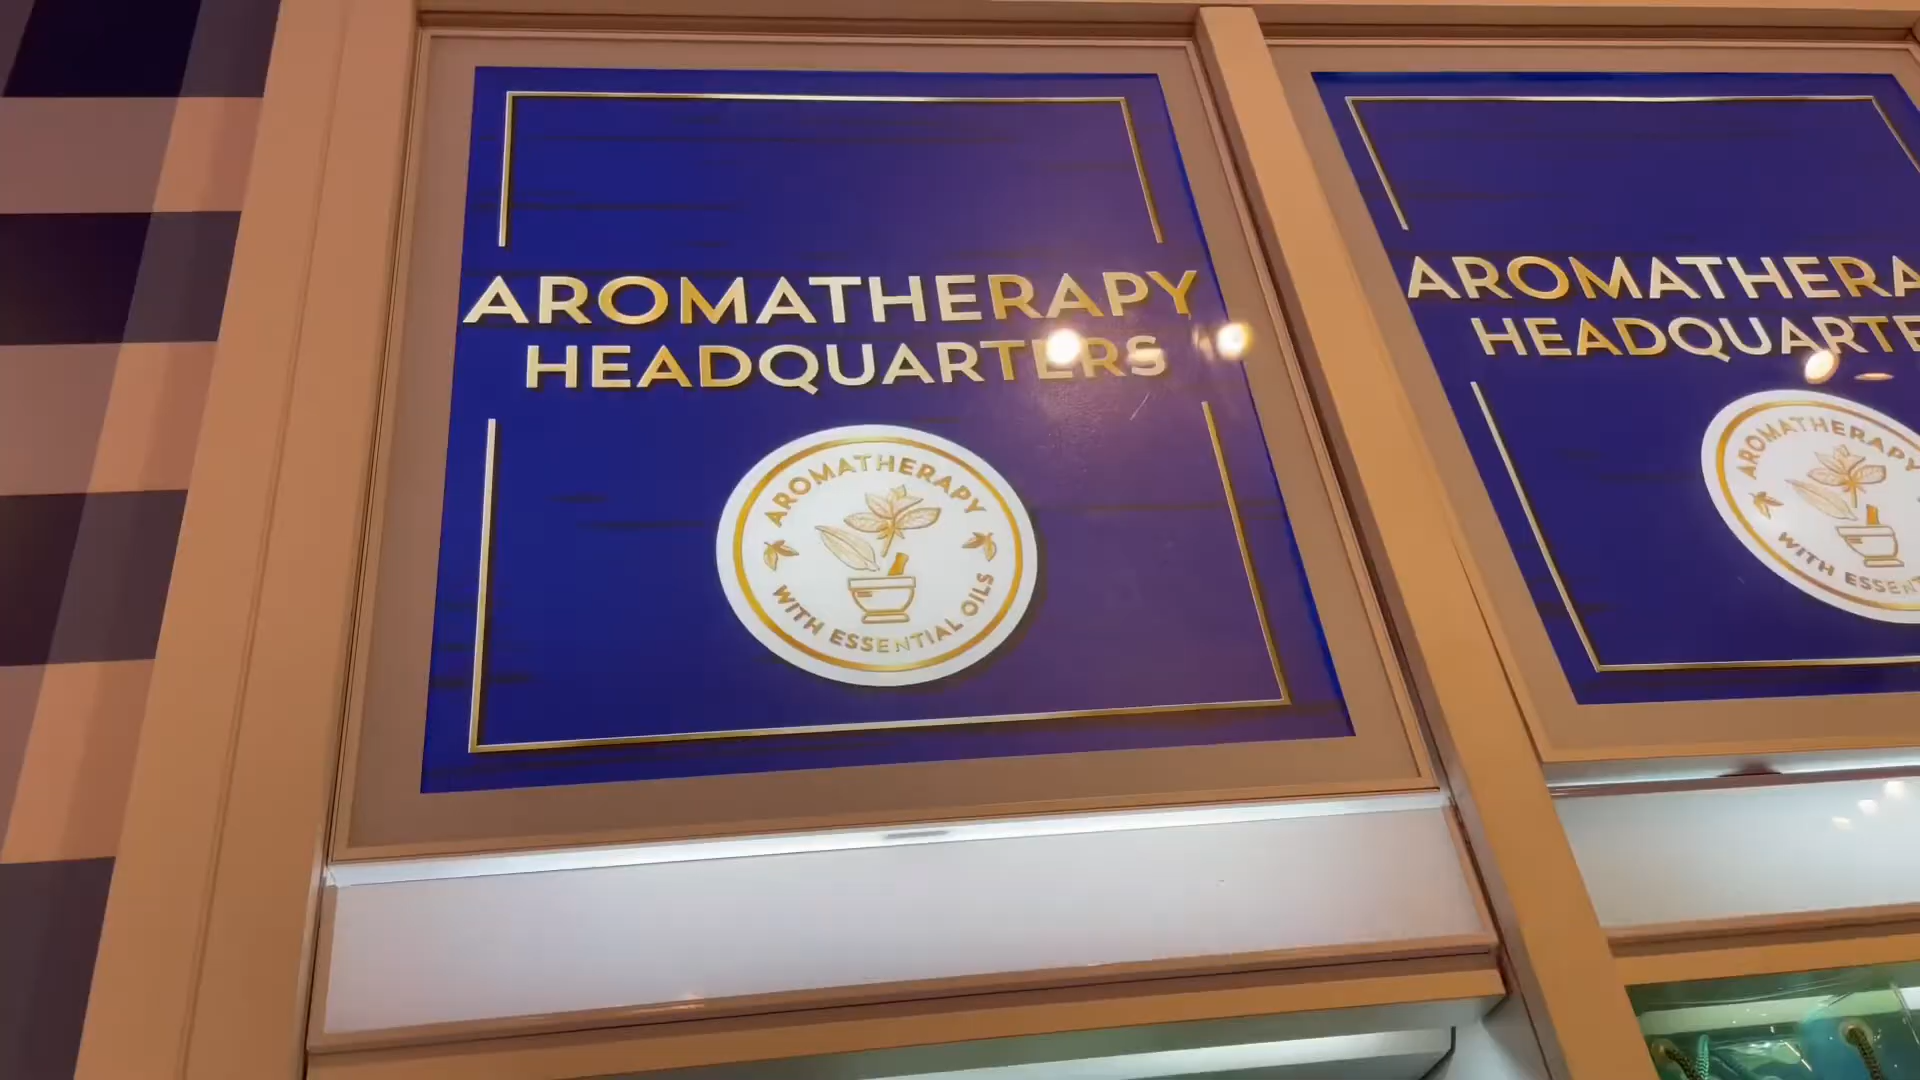 AROMATHERAPY
HEADQUARTERS
AROMATHERAPY
WITH ESSENTIAL OILS
AROMATHERA
HEADQUARTE
AROMATHERAPY
WITH ESSEN